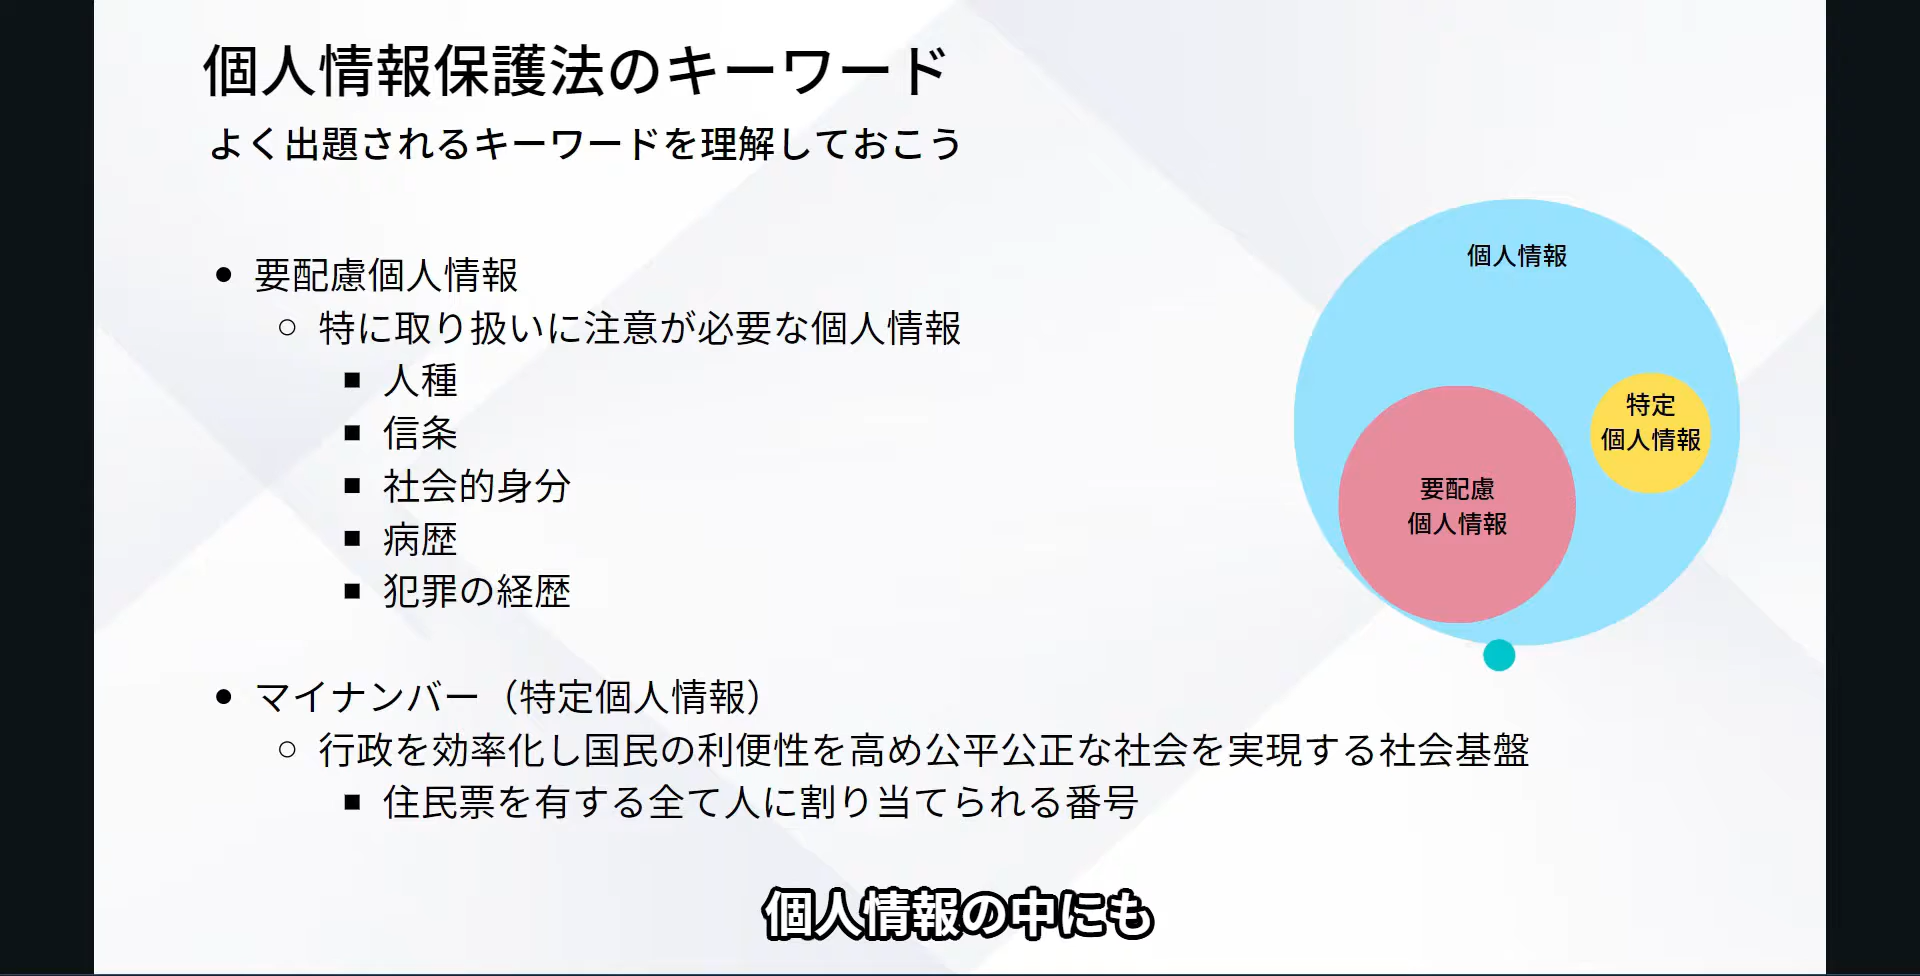 個人情報保護法のキーワード
よく出題されるキーワードを理解しておこう
● 要配慮個人情報
○ 特に取り扱いに注意が必要な個人情報
■ 人種
■ 信条
■ 社会的身分
■ 病歴
■ 犯罪の経歴
● マイナンバー（特定個人情報）
○ 行政を効率化し国民の利便性を高め公平公正な社会を実現する社会基盤
■ 住民票を有する全て人に割り当てられる番号
個人情報
特定
個人情報
要配慮
個人情報
個人情報の中にも